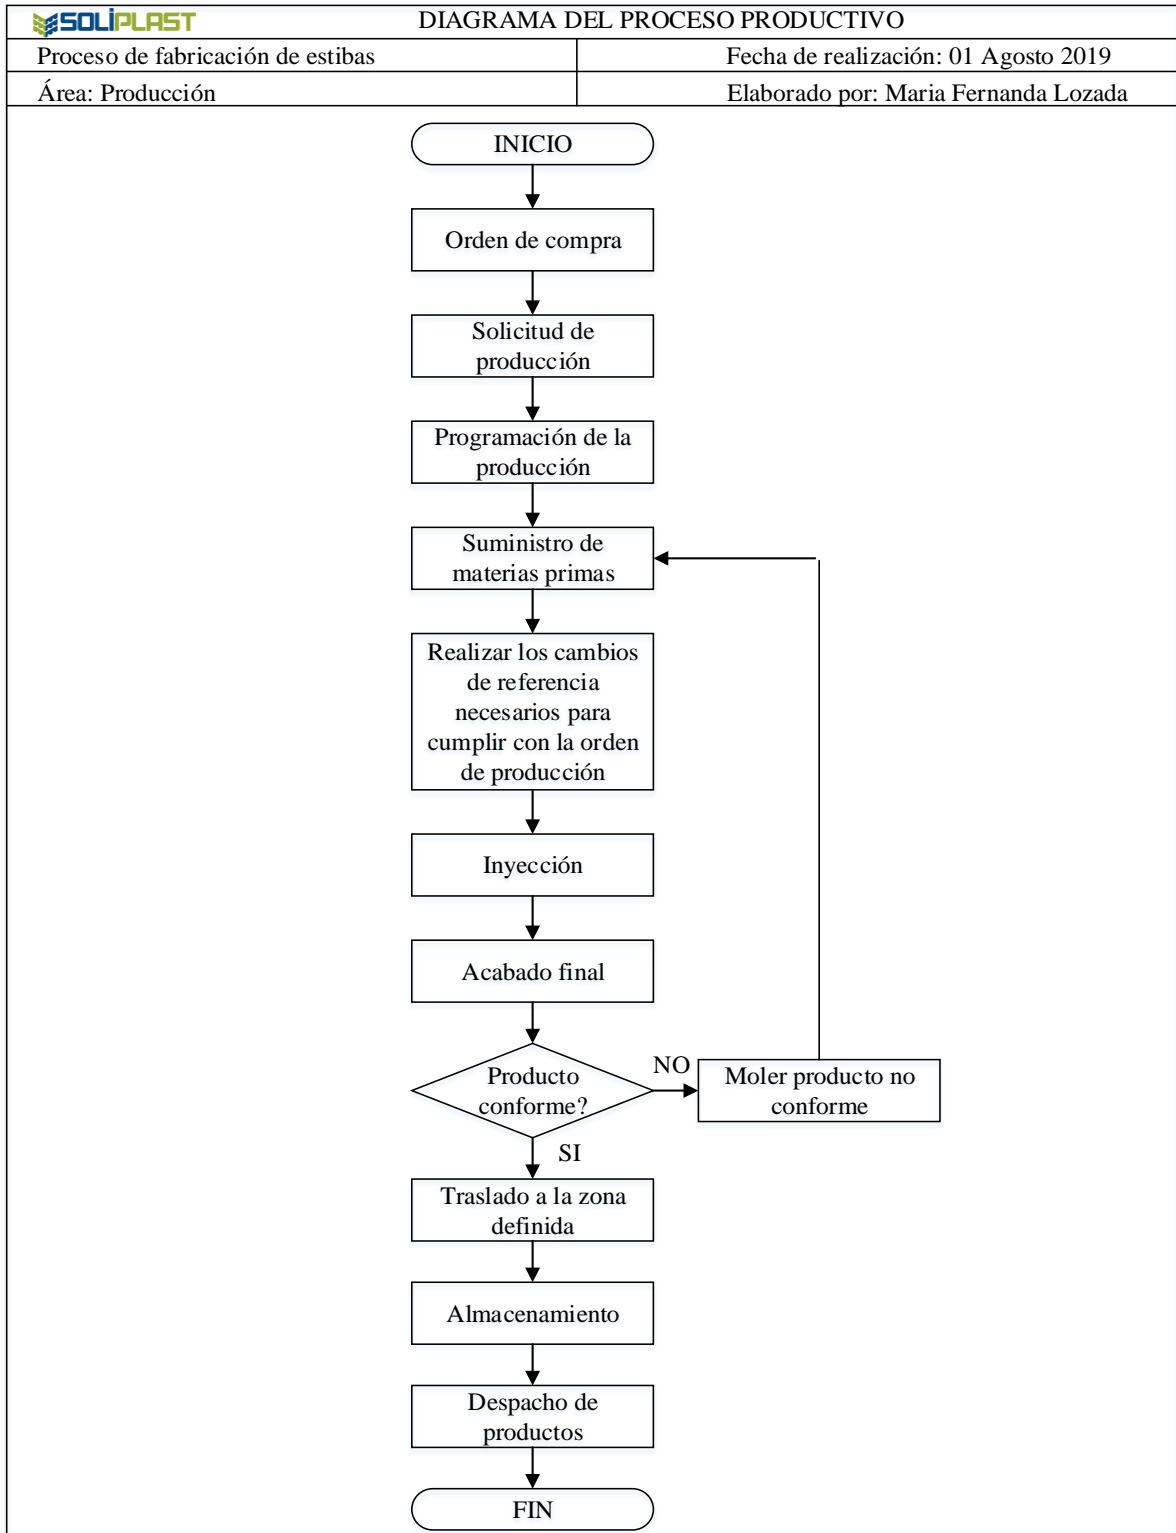 SOLIPLAST
DIAGRAMA DEL PROCESO PRODUCTIVO
Proceso de fabricación de estibas
Fecha de realización: 01 Agosto 2019
Área: Producción
Elaborado por: Maria Fernanda Lozada
INICIO
Orden de compra
Solicitud de
producción
Programación de la
producción
Suministro de
materias primas
Realizar los cambios
de referencia
necesarios para
cumplir con la orden
de producción
Inyección
Acabado final
Producto
conforme?
NO
Moler producto no
conforme
SI
Traslado a la zona
definida
Almacenamiento
Despacho de
productos
FIN